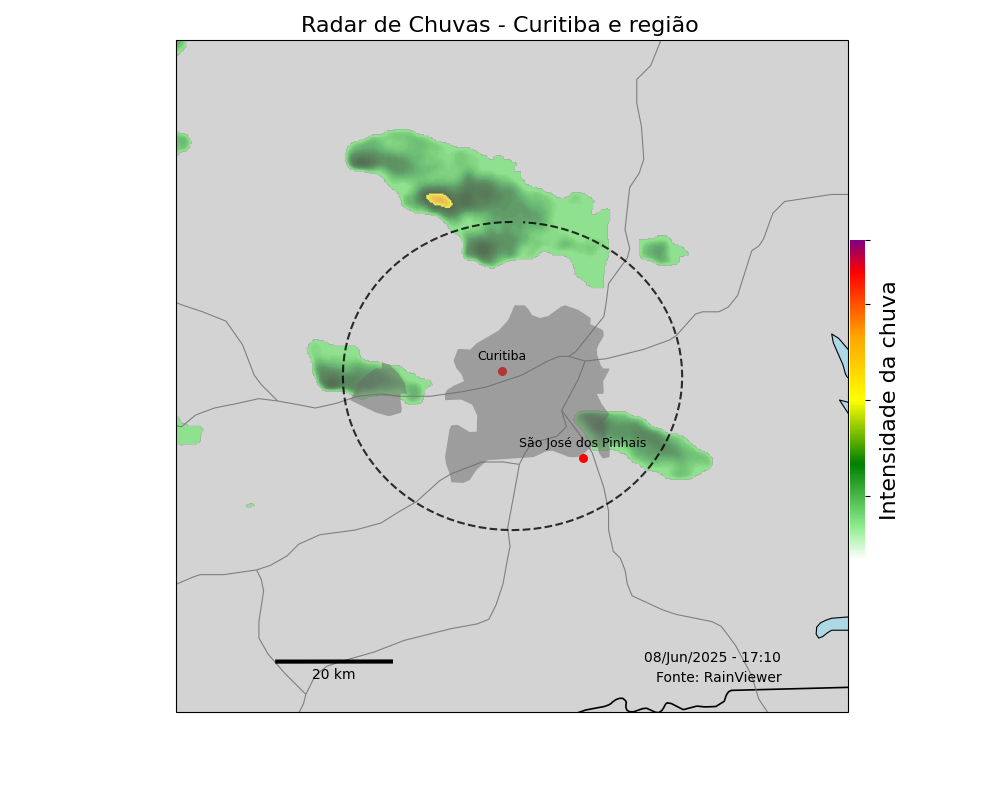 Radar de Chuvas - Curitiba e região
Curitiba
São José dos Pinhais
Intensidade da chuva
20 km
08/Jun/2025 - 17:10
Fonte: RainViewer